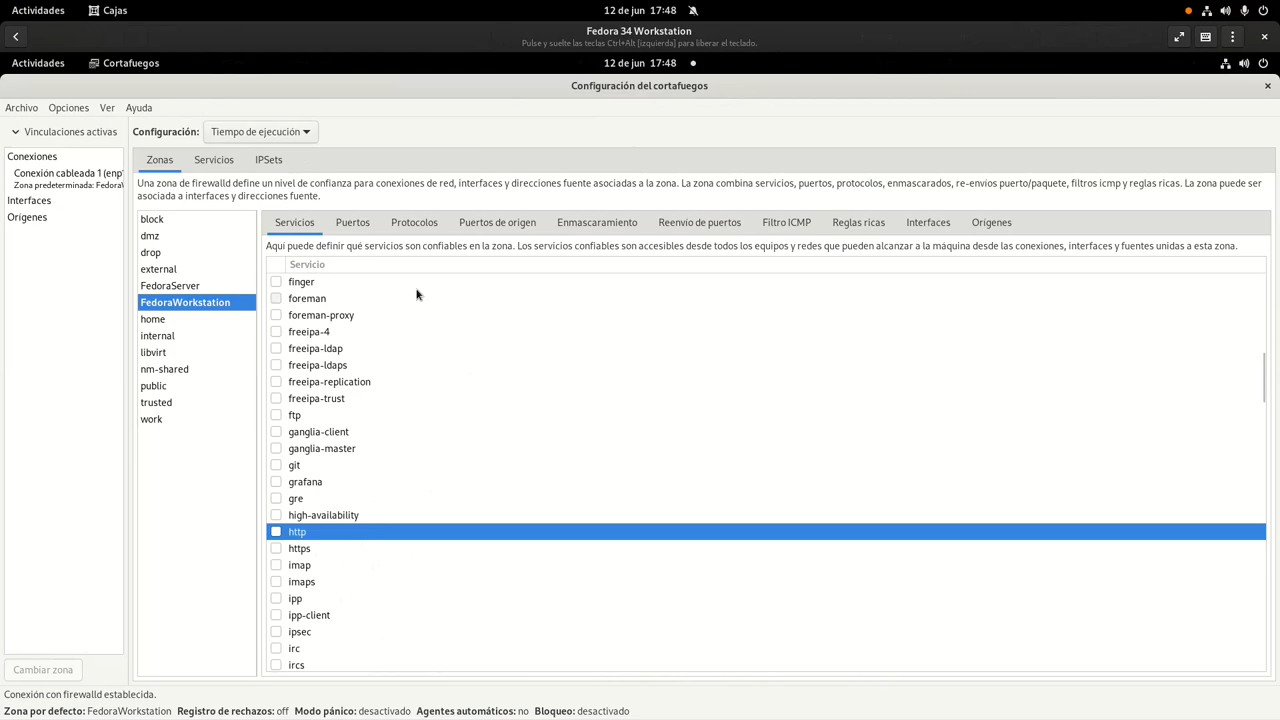 Actividades Cajas 12 de jun 17:48
Fedora 34 Workstation
Pulse y suelte las teclas Ctrl+Alt [izquierda] para liberar el teclado.
Actividades Cortafuegos 12 de jun 17:48
Configuración del cortafuegos
Archivo Opciones Ver Ayuda
Vinculaciones activas
Conexiones
Conexión cableada 1 (enp
Zona predeterminada: Fedora
Interfaces
Orígenes
Cambiar zona
Configuración: Tiempo de ejecución
Zonas Servicios IPSets
Una zona de firewalld define un nivel de confianza para conexiones de red, interfaces y direcciones fuente asociadas a la zona. La zona combina servicios, puertos, protocolos, enmascarados, re-envíos puerto/paquete, filtros icmp y reglas ricas. La zona puede ser
asociada a interfaces y direcciones fuente.
block
dmz
drop
external
FedoraServer
FedoraWorkstation
home
internal
libvirt
nm-shared
public
trusted
work
Servicios Puertos Protocolos Puertos de origen Enmascaramiento Reenvío de puertos Filtro ICMP Reglas ricas Interfaces Orígenes
Aquí puede definir qué servicios son confiables en la zona. Los servicios confiables son accesibles desde todos los equipos y redes que pueden alcanzar a la máquina desde las conexiones, interfaces y fuentes unidas a esta zona.
Servicio
finger
foreman
foreman-proxy
freeipa-4
freeipa-ldap
freeipa-ldaps
freeipa-replication
freeipa-trust
ftp
ganglia-client
ganglia-master
git
grafana
gre
high-availability
http
https
imap
imaps
ipp
ipp-client
ipsec
irc
ircs
Conexión con firewalld establecida.
Zona por defecto: FedoraWorkstation Registro de rechazos: off Modo pánico: desactivado Agentes automáticos: no Bloqueo: desactivado